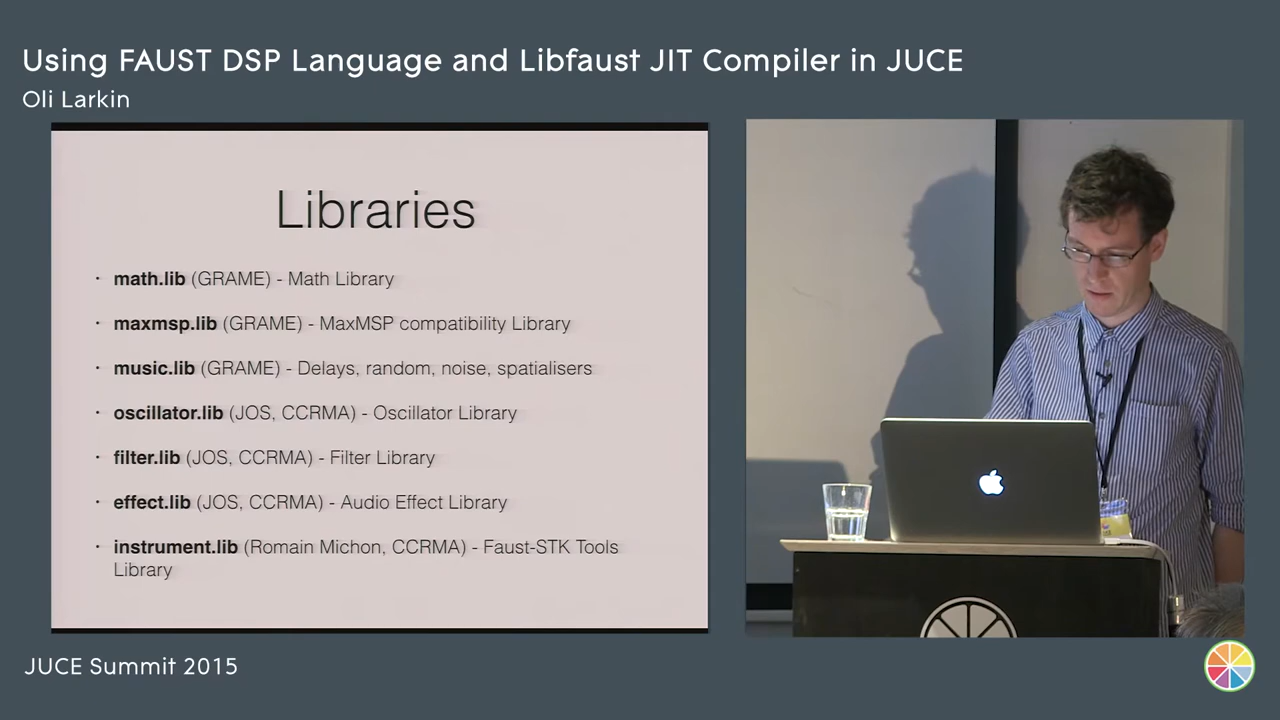 Using FAUST DSP Language and Libfaust JIT Compiler in JUCE
Oli Larkin
Libraries
· math.lib (GRAME) - Math Library
· maxmsp.lib (GRAME) - MaxMSP compatibility Library
· music.lib (GRAME) - Delays, random, noise, spatialisers
· oscillator.lib (JOS, CCRMA) - Oscillator Library
· filter.lib (JOS, CCRMA) - Filter Library
· effect.lib (JOS, CCRMA) - Audio Effect Library
· instrument.lib (Romain Michon, CCRMA) - Faust-STK Tools
Library
JUCE Summit 2015